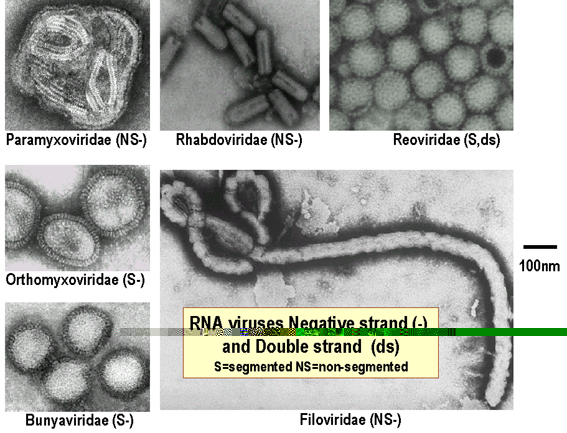 Paramyxoviridae (NS-)
Rhabdoviridae (NS-)
Reoviridae (S,ds)
Orthomyxoviridae (S-)
100nm
RNA viruses Negative strand (-)
and Double strand (ds)
S=segmented NS=non-segmented
Bunyaviridae (S-)
Filoviridae (NS-)